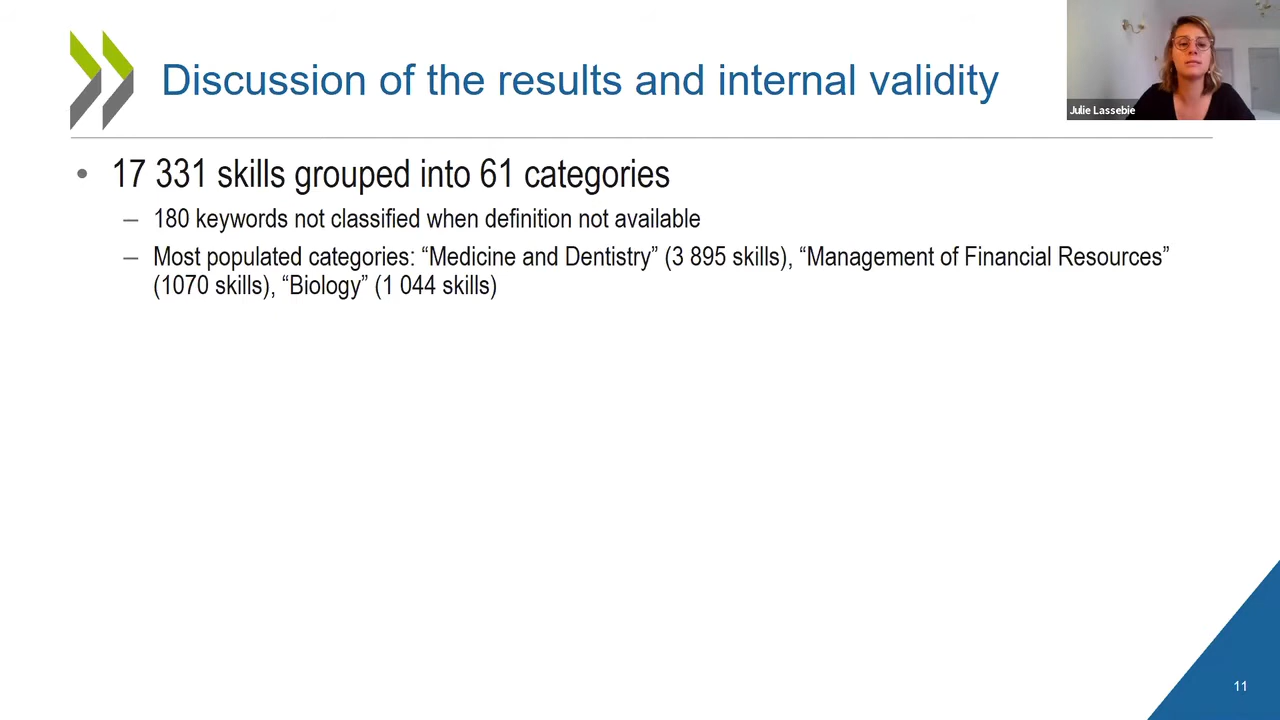 Discussion of the results and internal validity
Julie Lassebie
• 17 331 skills grouped into 61 categories
– 180 keywords not classified when definition not available
– Most populated categories: “Medicine and Dentistry” (3 895 skills), “Management of Financial Resources”
(1070 skills), “Biology” (1 044 skills)
11